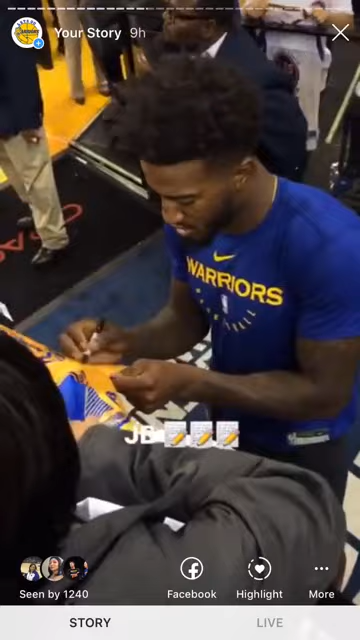 Your Story 9h
WARRIORS
JB 📝📝📝
Seen by 1240
Facebook
Highlight
More
STORY
LIVE